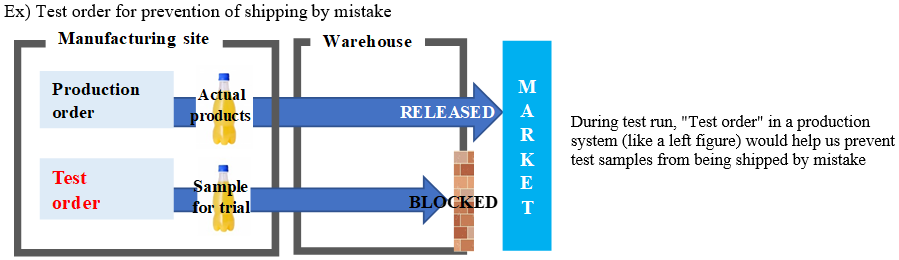 Ex) Test order for prevention of shipping by mistake
Manufacturing site
Warehouse
Production
order
Actual
products
RELEASED
MARKET
Test
order
Sample
for trial
BLOCKED
During test run, "Test order" in a production
system (like a left figure) would help us prevent
test samples from being shipped by mistake